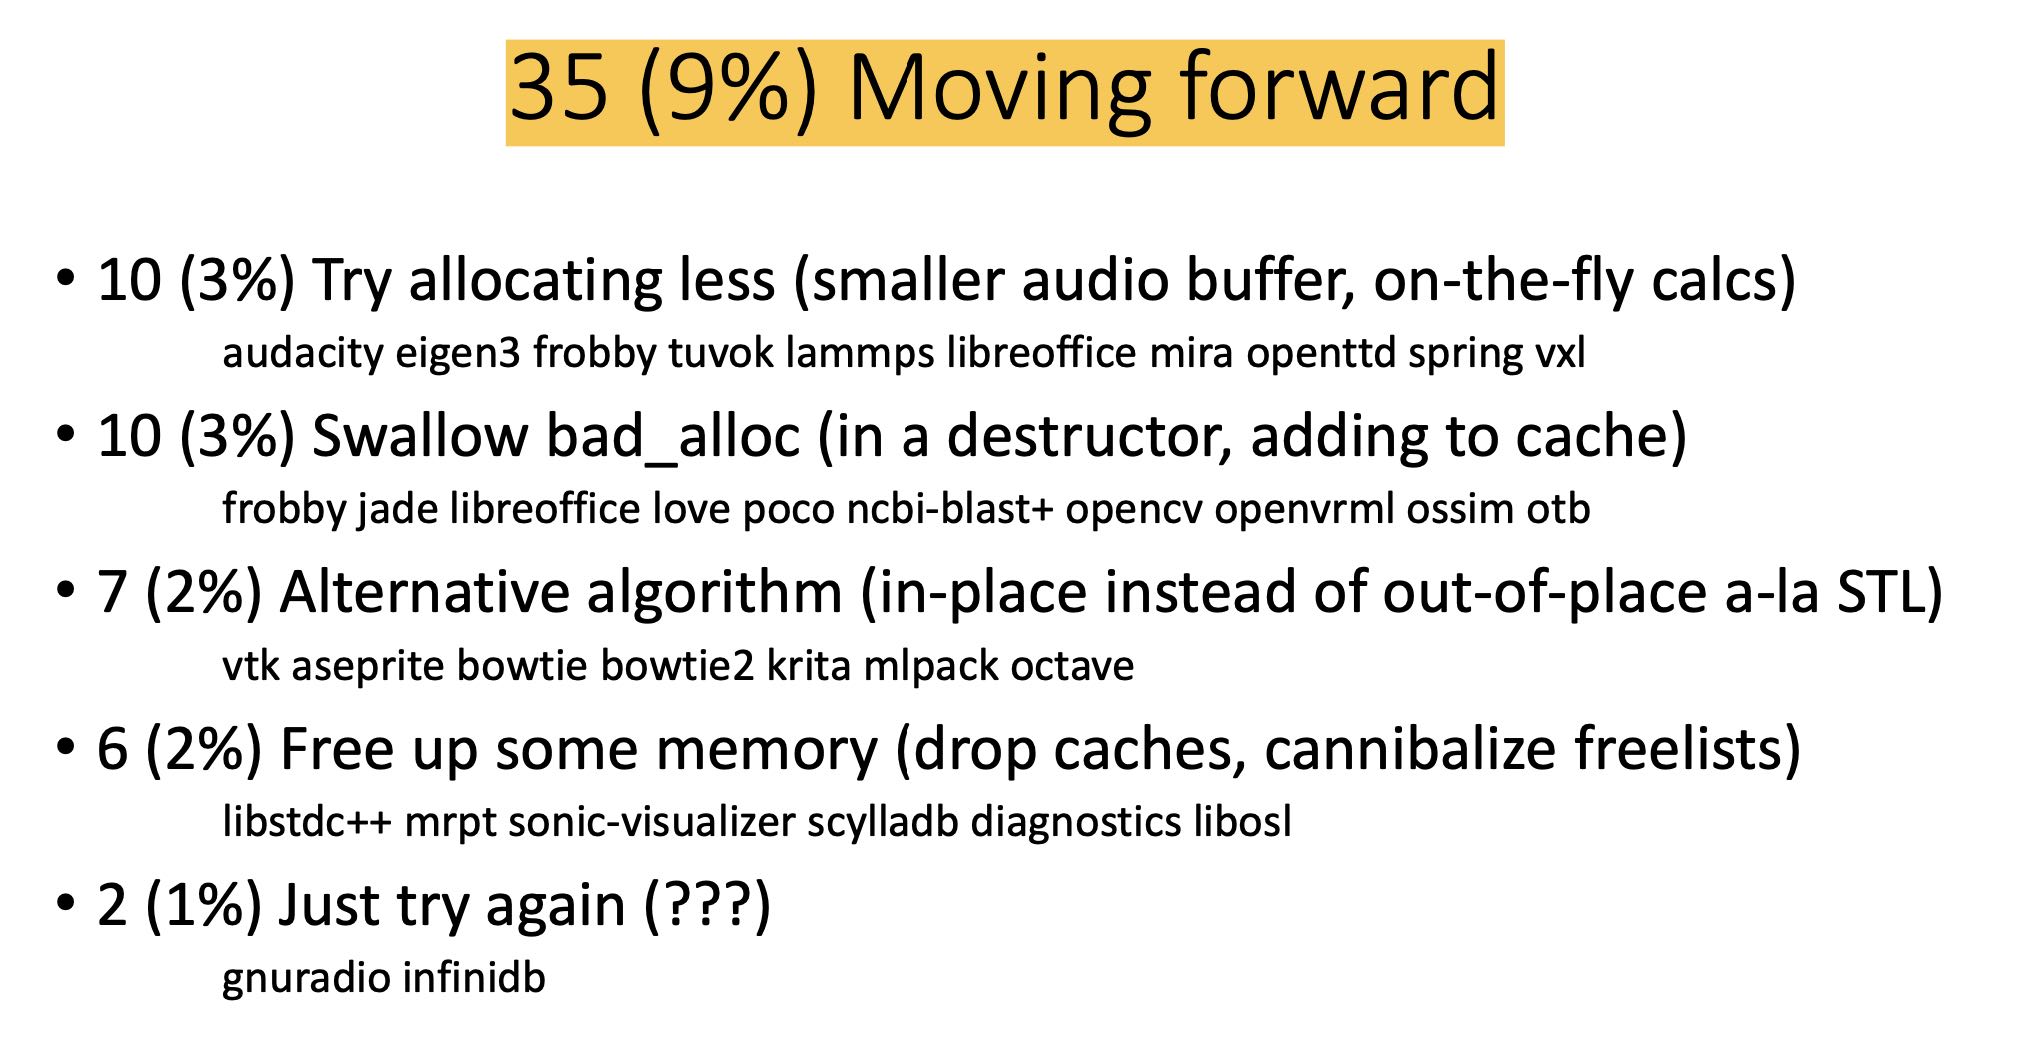 35 (9%) Moving forward
• 10 (3%) Try allocating less (smaller audio buffer, on-the-fly calcs)
audacity eigen3 frobby tuvok lammps libreoffice mira openttd spring vxl
• 10 (3%) Swallow bad_alloc (in a destructor, adding to cache)
frobby jade libreoffice love poco ncbi-blast+ opencv openvrml ossim otb
• 7 (2%) Alternative algorithm (in-place instead of out-of-place a-la STL)
vtk aseprite bowtie bowtie2 krita mlpack octave
• 6 (2%) Free up some memory (drop caches, cannibalize freelists)
libstdc++ mrpt sonic-visualizer scylladb diagnostics libosl
• 2 (1%) Just try again (???)
gnuradio infinidb